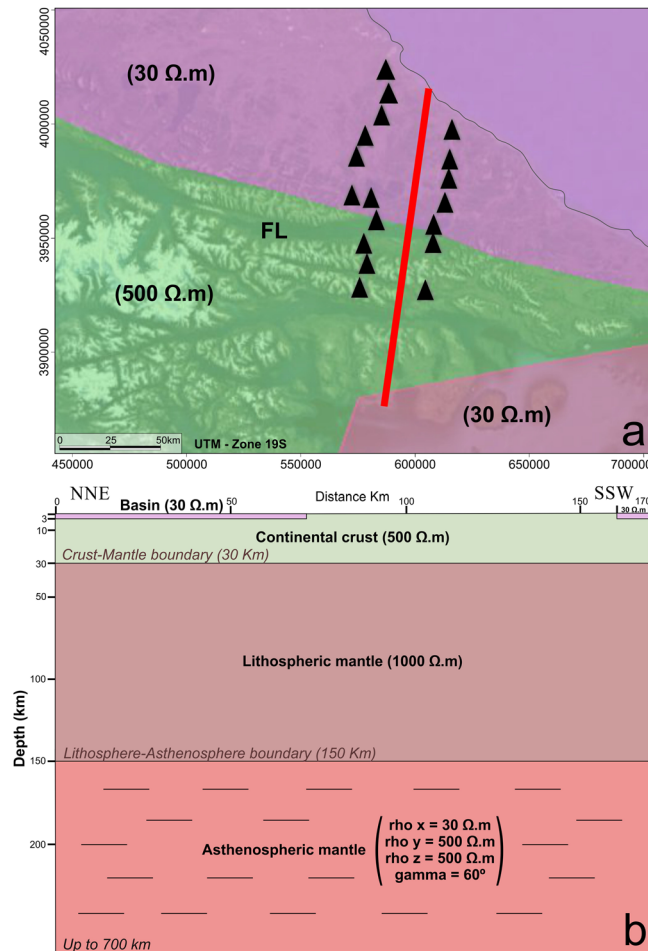 4050000
4000000
3950000
3900000
(30 Ω.m)
FL
(500 Ω.m)
(30 Ω.m)
0 25 50km
UTM - Zone 19S
a
450000 500000 550000 600000 650000 700000
NNE Distance Km SSW
0 50 100 150 170
Basin (30 Ω.m) 30 Ω.m
3
10
30
50
100
150
200
Depth (km)
Continental crust (500 Ω.m)
Crust-Mantle boundary (30 Km)
Lithospheric mantle (1000 Ω.m)
Lithosphere-Asthenosphere boundary (150 Km)
Asthenospheric mantle
rho x = 30 Ω.m
rho y = 500 Ω.m
rho z = 500 Ω.m
gamma = 60º
Up to 700 km
b